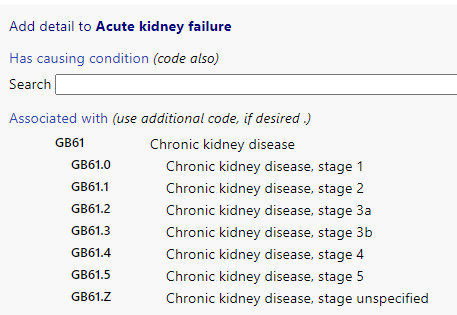 Add detail to Acute kidney failure
Has causing condition (code also)
Search
Associated with (use additional code, if desired .)
GB61 Chronic kidney disease
GB61.0 Chronic kidney disease, stage 1
GB61.1 Chronic kidney disease, stage 2
GB61.2 Chronic kidney disease, stage 3a
GB61.3 Chronic kidney disease, stage 3b
GB61.4 Chronic kidney disease, stage 4
GB61.5 Chronic kidney disease, stage 5
GB61.Z Chronic kidney disease, stage unspecified